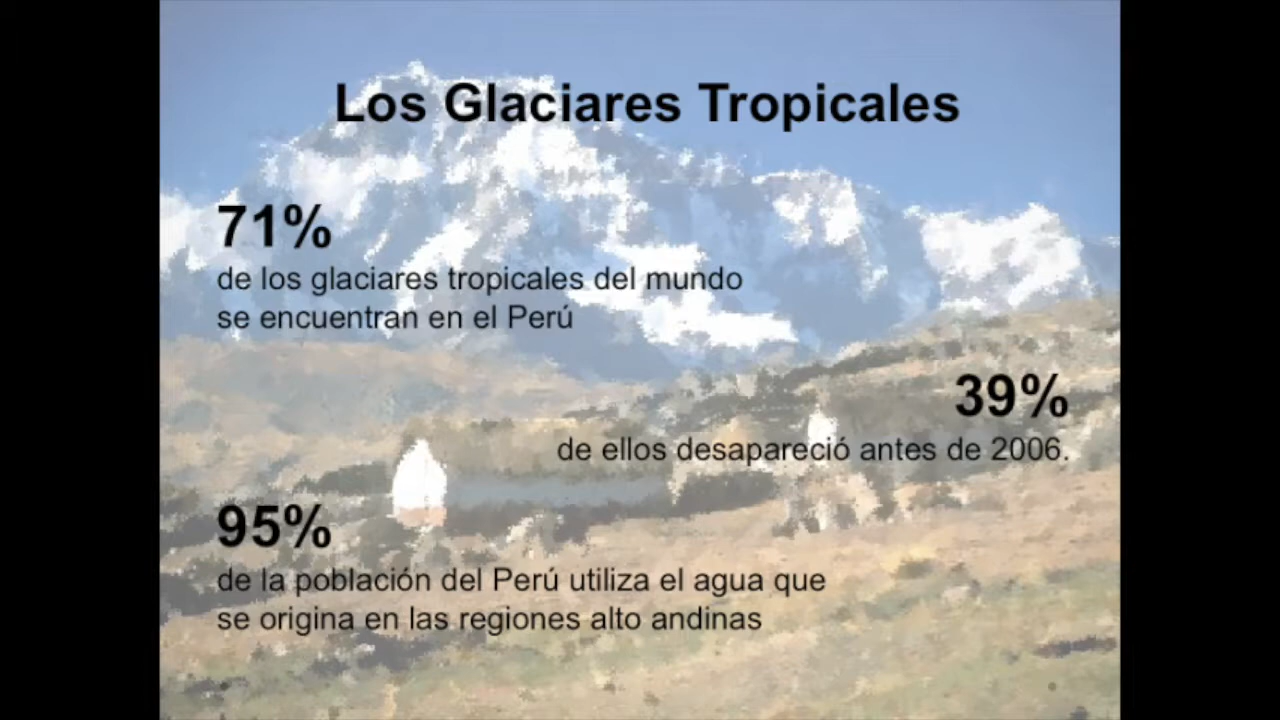 Los Glaciares Tropicales
71%
de los glaciares tropicales del mundo
se encuentran en el Perú
39%
de ellos desapareció antes de 2006.
95%
de la población del Perú utiliza el agua que
se origina en las regiones alto andinas